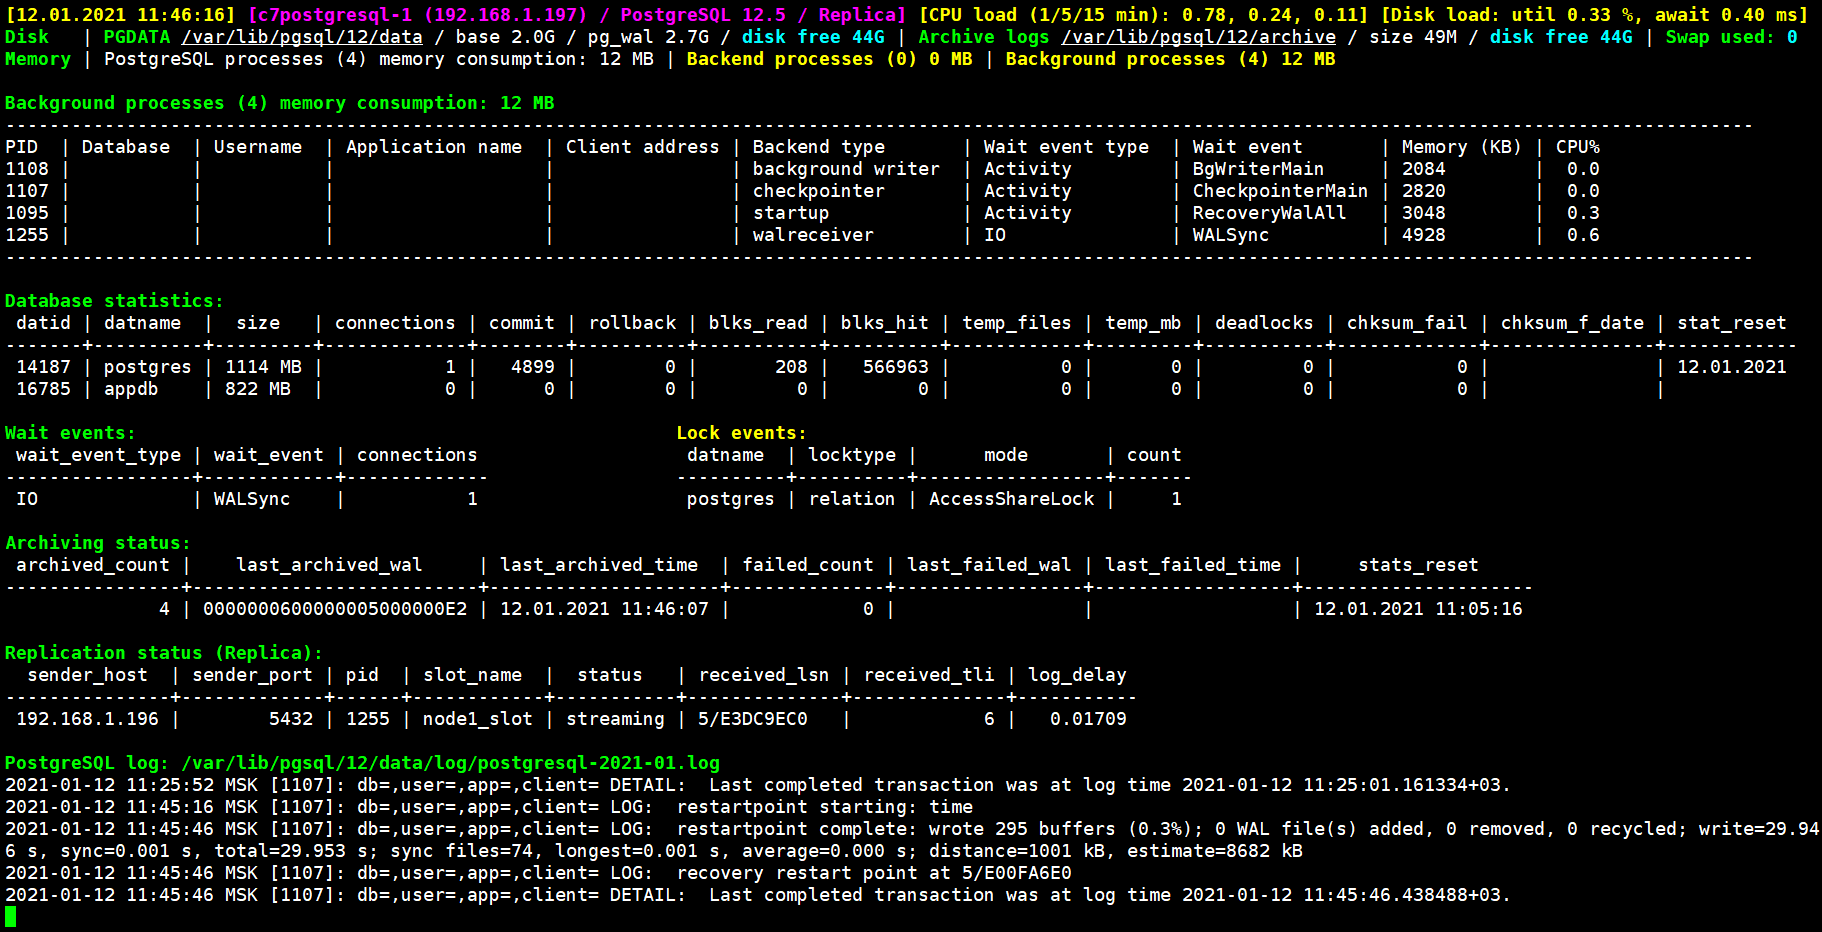 [12.01.2021 11:46:16] [c7postgresql-1 (192.168.1.197) / PostgreSQL 12.5 / Replica] [CPU load (1/5/15 min): 0.78, 0.24, 0.11] [Disk load: util 0.33 %, await 0.40 ms]
Disk   | PGDATA /var/lib/pgsql/12/data / base 2.0G / pg_wal 2.7G / disk free 44G | Archive logs /var/lib/pgsql/12/archive / size 49M / disk free 44G | Swap used: 0
Memory | PostgreSQL processes (4) memory consumption: 12 MB | Backend processes (0) 0 MB | Background processes (4) 12 MB
Background processes (4) memory consumption: 12 MB
PID  | Database  | Username  | Application name  | Client address | Backend type       | Wait event type  | Wait event       | Memory (KB) | CPU%
1108 |           |           |                   |                | background writer  | Activity         | BgWriterMain     | 2084        |  0.0
1107 |           |           |                   |                | checkpointer       | Activity         | CheckpointerMain | 2820        |  0.0
1095 |           |           |                   |                | startup            | Activity         | RecoveryWalAll   | 3048        |  0.3
1255 |           |           |                   |                | walreceiver        | IO               | WALSync          | 4928        |  0.6
Database statistics:
datid | datname  |  size   | connections | commit | rollback | blks_read | blks_hit | temp_files | temp_mb | deadlocks | chksum_fail | chksum_f_date | stat_reset
14187 | postgres | 1114 MB |           1 |   4899 |        0 |       208 |   566963 |          0 |       0 |         0 |           0 |               | 12.01.2021
16785 | appdb    | 822 MB  |           0 |      0 |        0 |         0 |        0 |          0 |       0 |         0 |           0 |               |
Wait events:                                                 Lock events:
wait_event_type | wait_event | connections                   datname  | locktype |      mode       | count
IO              | WALSync    |           1                   postgres | relation | AccessShareLock |     1
Archiving status:
archived_count |    last_archived_wal     | last_archived_time  | failed_count | last_failed_wal | last_failed_time |     stats_reset
4 | 0000000600000005000000E2 | 12.01.2021 11:46:07 |            0 |                 |                  | 12.01.2021 11:05:16
Replication status (Replica):
sender_host  | sender_port | pid  | slot_name  |  status   | received_lsn | received_tli | log_delay
192.168.1.196 |        5432 | 1255 | node1_slot | streaming | 5/E3DC9EC0   |            6 |   0.01709
PostgreSQL log: /var/lib/pgsql/12/data/log/postgresql-2021-01.log
2021-01-12 11:25:52 MSK [1107]: db=,user=,app=,client= DETAIL:  Last completed transaction was at log time 2021-01-12 11:25:01.161334+03.
2021-01-12 11:45:16 MSK [1107]: db=,user=,app=,client= LOG:  restartpoint starting: time
2021-01-12 11:45:46 MSK [1107]: db=,user=,app=,client= LOG:  restartpoint complete: wrote 295 buffers (0.3%); 0 WAL file(s) added, 0 removed, 0 recycled; write=29.94
6 s, sync=0.001 s, total=29.953 s; sync files=74, longest=0.001 s, average=0.000 s; distance=1001 kB, estimate=8682 kB
2021-01-12 11:45:46 MSK [1107]: db=,user=,app=,client= LOG:  recovery restart point at 5/E00FA6E0
2021-01-12 11:45:46 MSK [1107]: db=,user=,app=,client= DETAIL:  Last completed transaction was at log time 2021-01-12 11:45:46.438488+03.